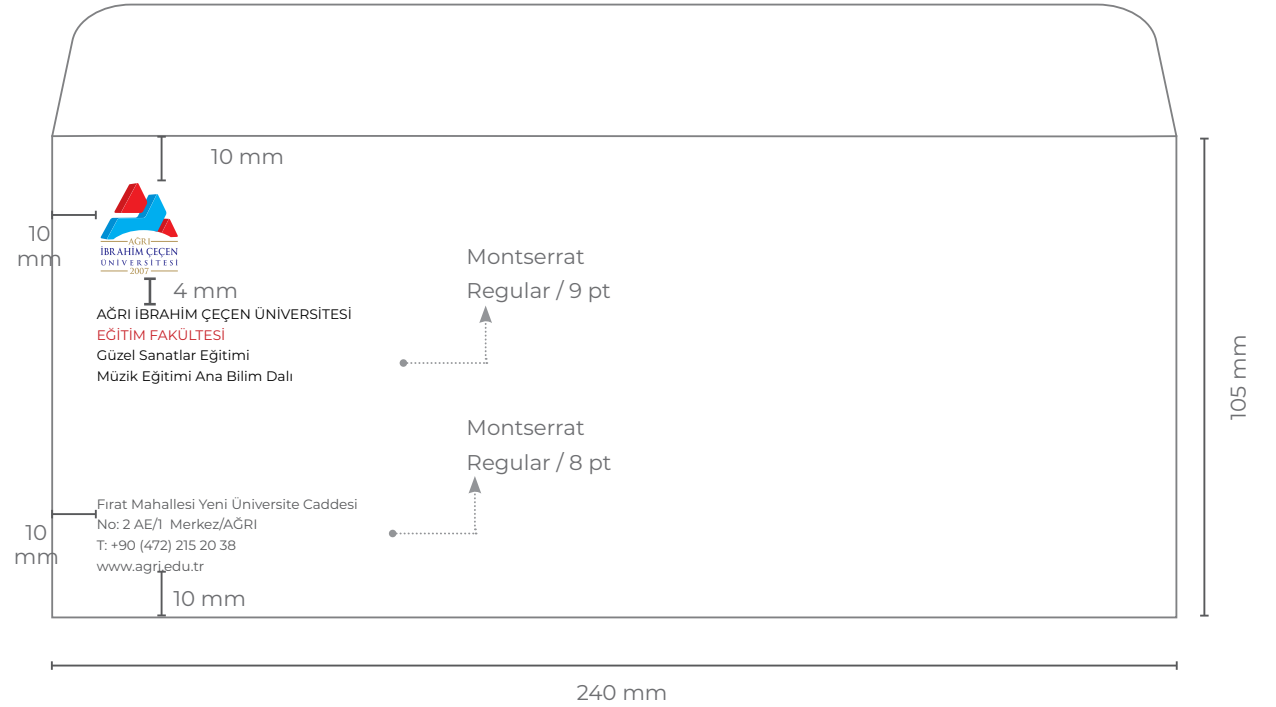 10 mm
10
mm
AĞRI
İBRAHİM ÇEÇEN
ÜNİVERSİTESİ
2007
4 mm
AĞRI İBRAHİM ÇEÇEN ÜNİVERSİTESİ
EĞİTİM FAKÜLTESİ
Güzel Sanatlar Eğitimi
Müzik Eğitimi Ana Bilim Dalı
Montserrat
Regular / 9 pt
105 mm
Montserrat
Regular / 8 pt
Fırat Mahallesi Yeni Üniversite Caddesi
No: 2 AE/1  Merkez/AĞRI
T: +90 (472) 215 20 38
www.agri.edu.tr
10
mm
10 mm
240 mm